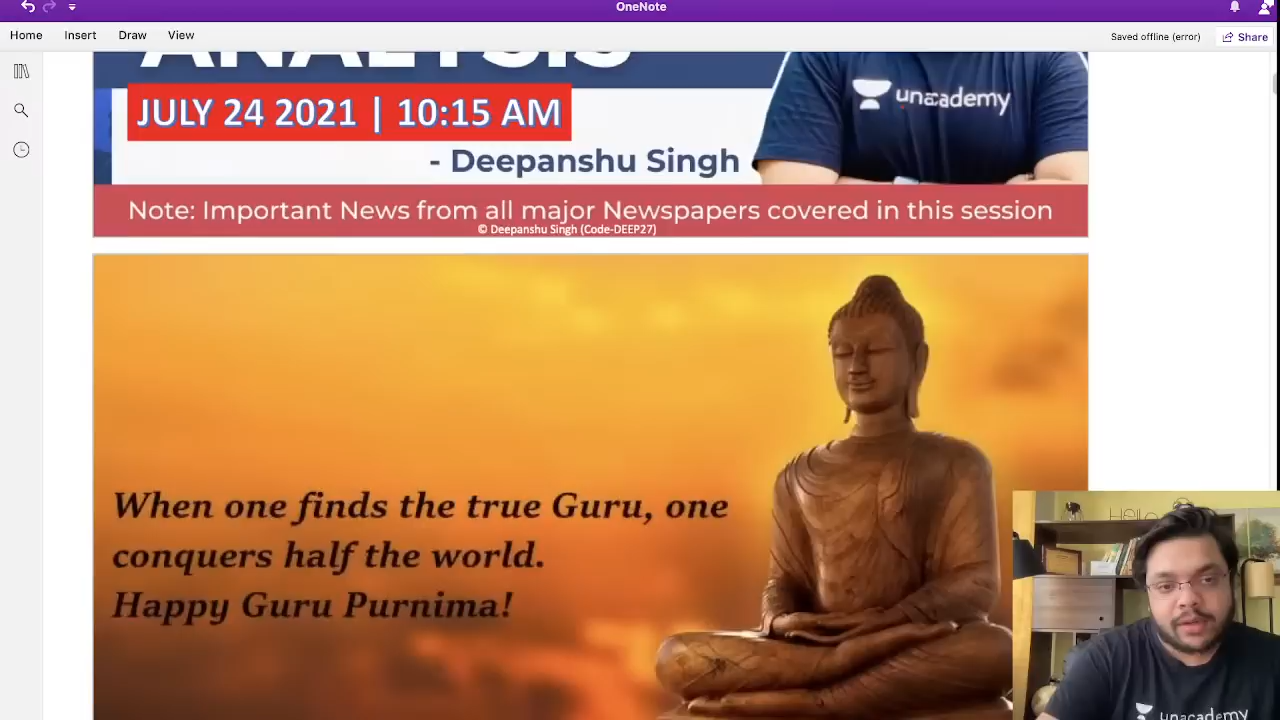 OneNote
Home Insert Draw View
Saved offline (error)
Share
ANALYSIS
JULY 24 2021 | 10:15 AM
unacademy
- Deepanshu Singh
Note: Important News from all major Newspapers covered in this session
© Deepanshu Singh (Code-DEEP27)
When one finds the true Guru, one
conquers half the world.
Happy Guru Purnima!
Hello
unacademy